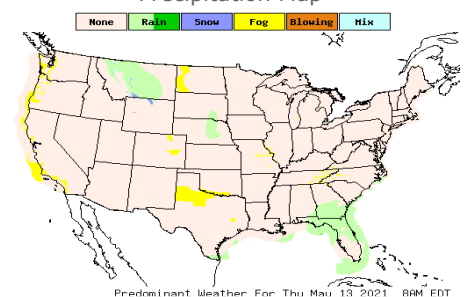 Precipitation Map
None Rain Snow Fog Blowing Mix
Predominant Weather For Thu May 13 2021 8AM EDT